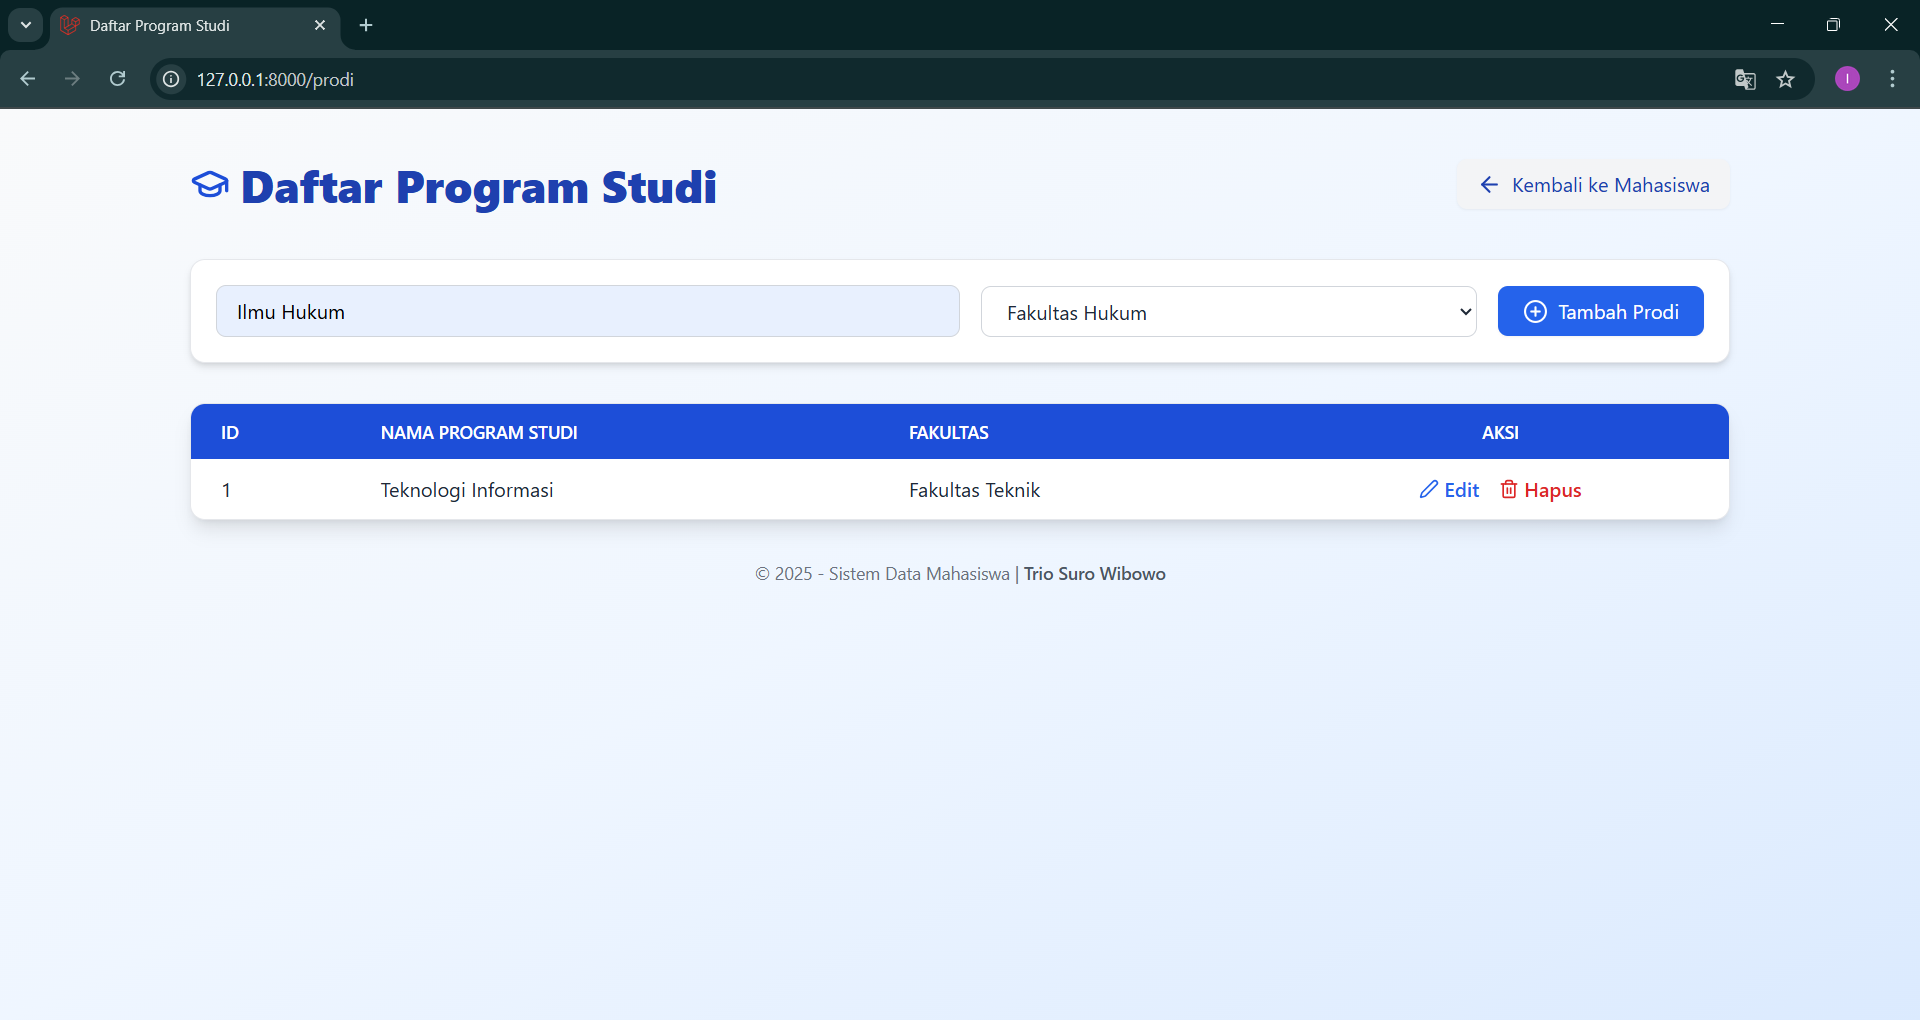 Daftar Program Studi
127.0.0.1:8000/prodi
I
Daftar Program Studi
Kembali ke Mahasiswa
Ilmu Hukum
Fakultas Hukum
Tambah Prodi
ID NAMA PROGRAM STUDI FAKULTAS AKSI
1 Teknologi Informasi Fakultas Teknik Edit Hapus
© 2025 - Sistem Data Mahasiswa | Trio Suro Wibowo